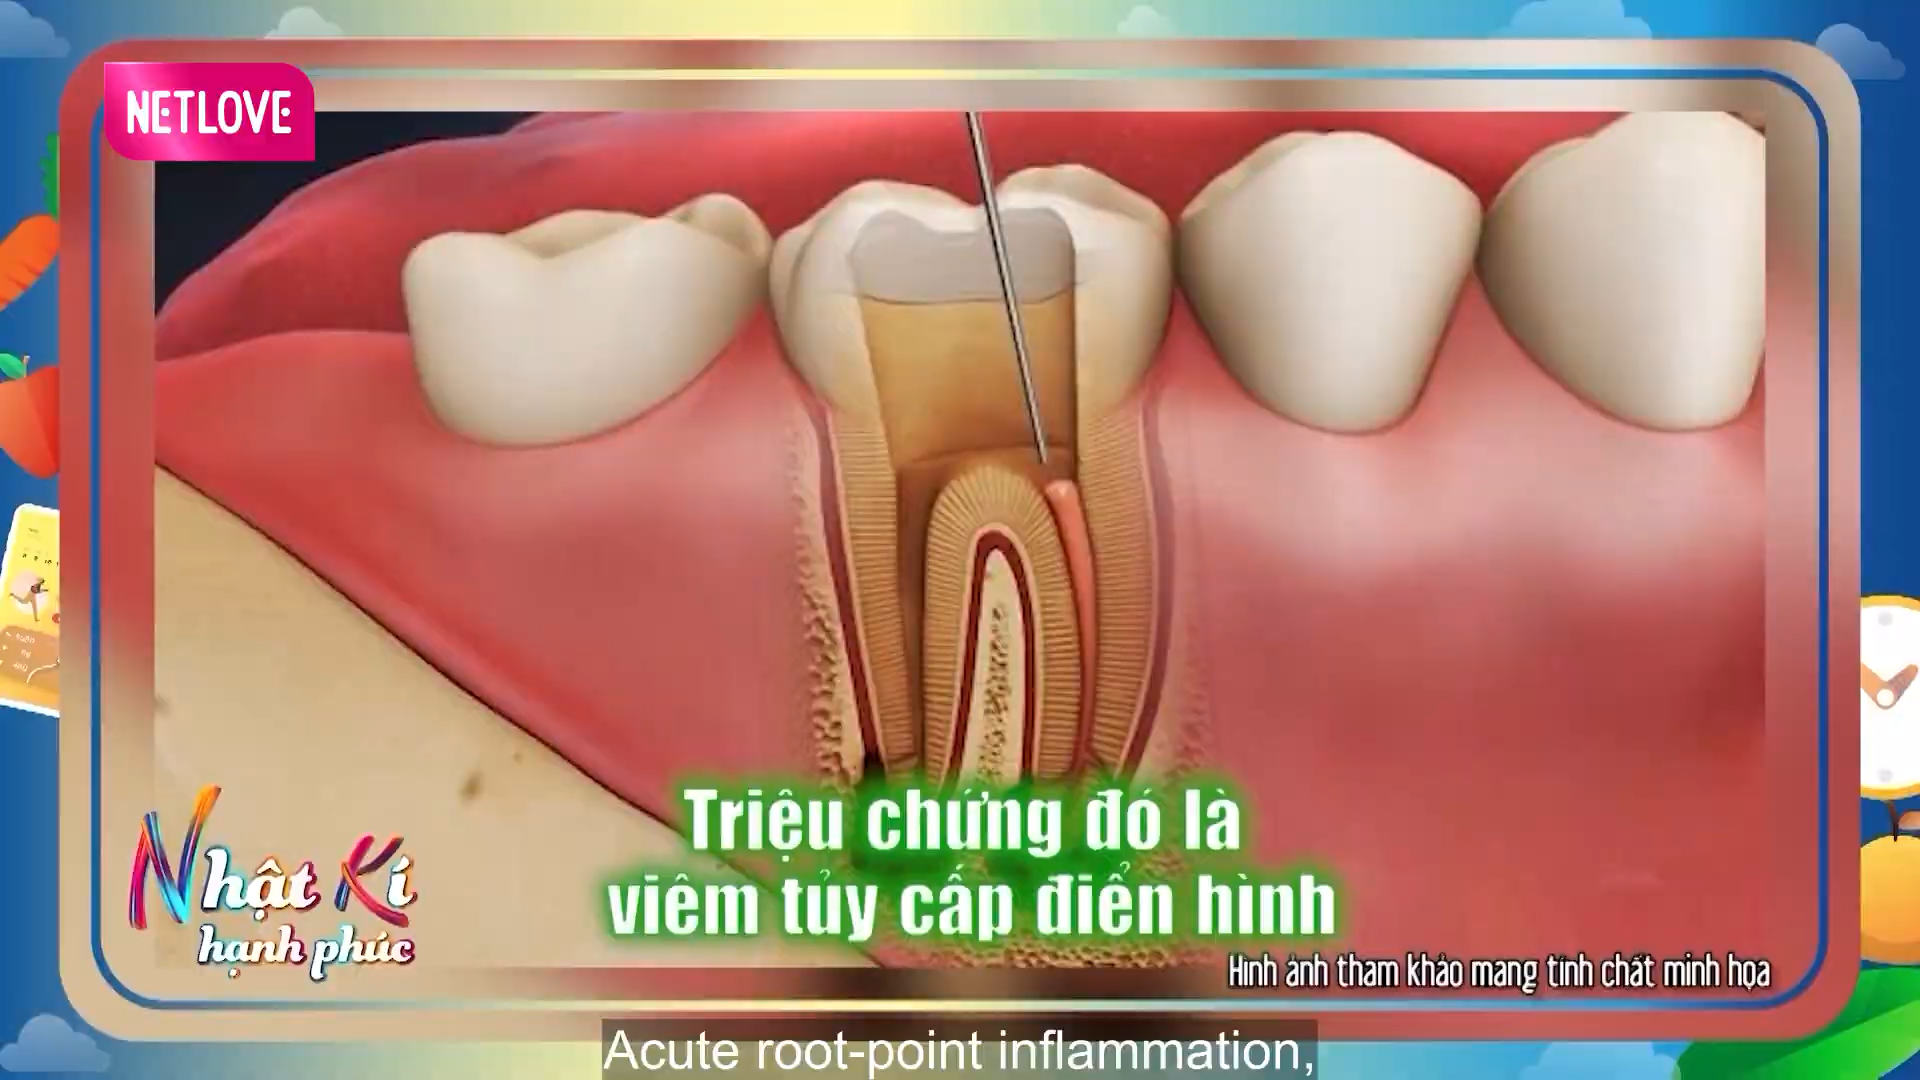 NETLOVE
Triệu chứng đó là
viêm tủy cấp điển hình
Nhật Kí
hạnh phúc
Hình ảnh tham khảo mang tính chất minh họa
Acute root-point inflammation,